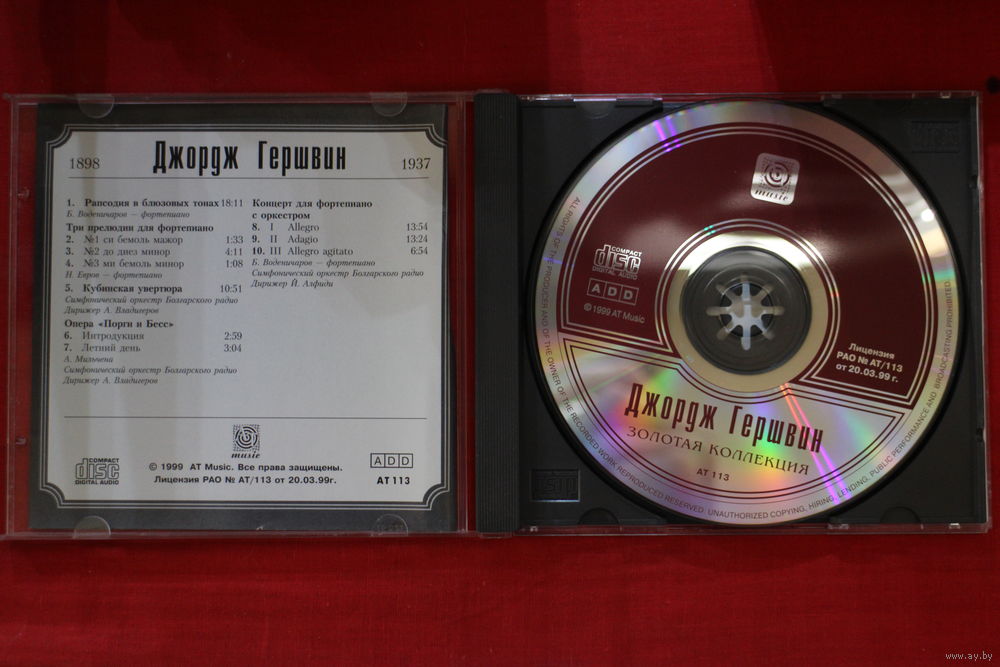 1898
Джордж Гершвин
1937
1. Рапсодия в блюзовых тонах 18:11
Б. Воденичаров — фортепиано
Три прелюдии для фортепиано
2. №1 си бемоль мажор 1:33
3. №2 до диез минор 4:11
4. №3 ми бемоль минор 1:08
И. Евров — фортепиано
5. Кубинская увертюра 10:51
Симфонический оркестр Болгарского радио
Дирижер А. Владигеров
Опера «Порги и Бесс»
6. Интродукция 2:59
7. Летний день 3:04
А. Мильчева
Симфонический оркестр Болгарского радио
Дирижер А. Владигеров
Концерт для фортепиано
с оркестром
8. I Allegro 13:54
9. II Adagio 13:24
10. III Allegro agitato 6:54
Б. Воденичаров — фортепиано
Симфонический оркестр Болгарского радио
Дирижер Й. Алфиди
music
COMPACT
disc
DIGITAL AUDIO
© 1999 AT Music. Все права защищены.
Лицензия РАО № АТ/113 от 20.03.99г.
ADD
AT 113
music
COMPACT
disc
DIGITAL AUDIO
ADD
© 1999 AT Music
Лицензия
РАО № АТ/113
от 20.03.99 г.
Джордж Гершвин
ЗОЛОТАЯ КОЛЛЕКЦИЯ
AT 113
ALL RIGHTS OF THE PRODUCER AND OF THE OWNER OF THE RECORDED WORK REPRODUCED RESERVED. UNAUTHORIZED COPYING, HIRING, LENDING, PUBLIC PERFORMANCE AND BROADCASTING PROHIBITED.
www.ay.by